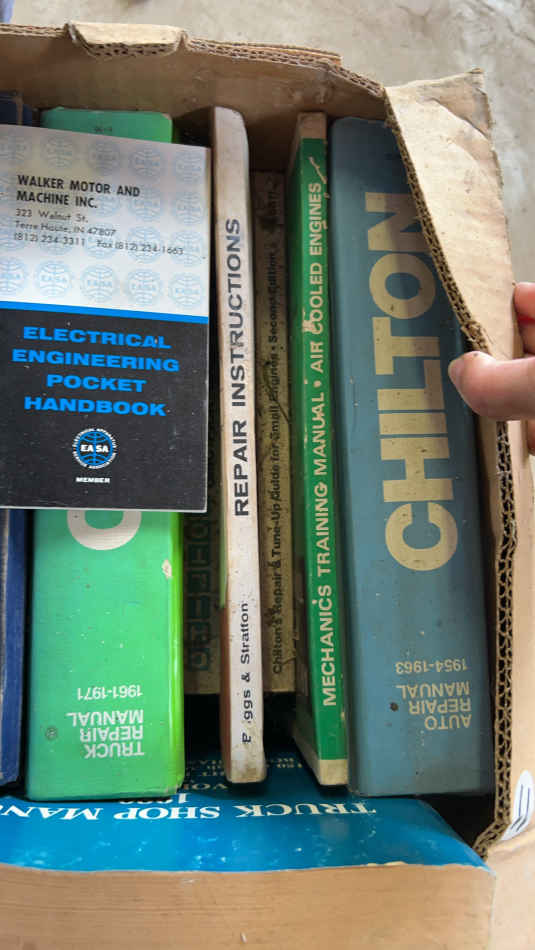 WALKER MOTOR AND
MACHINE INC.
323 Walnut St.
Terre Haute, IN 47807
(812) 234-3311 Fax (812) 234-1663
ELECTRICAL
ENGINEERING
POCKET
HANDBOOK
EASA
MEMBER
TRUCK
REPAIR
MANUAL
1961-1971
REPAIR INSTRUCTIONS
ggs & Stratton
Chilton's Repair & Tune-Up Guide for Small Engines • Second Edition
MECHANICS TRAINING MANUAL • AIR COOLED ENGINES
CHILTON
AUTO
REPAIR
MANUAL
1954-1963
TRUCK SHOP MANU